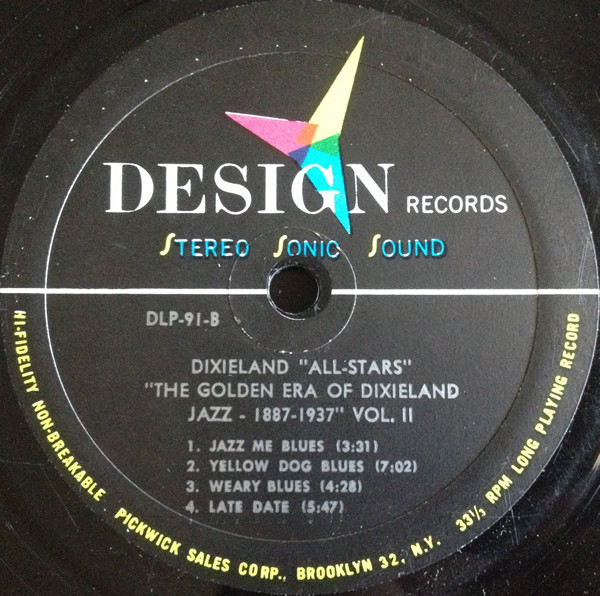 DESIGN RECORDS
STEREO SONIC SOUND
DLP-91-B
DIXIELAND "ALL-STARS"
"THE GOLDEN ERA OF DIXIELAND
JAZZ - 1887-1937" VOL. II
1. JAZZ ME BLUES (3:31)
2. YELLOW DOG BLUES (7:02)
3. WEARY BLUES (4:28)
4. LATE DATE (5:47)
HI-FIDELITY NON-BREAKABLE PICKWICK SALES CORP., BROOKLYN 32, N.Y. 33⅓ RPM LONG PLAYING RECORD